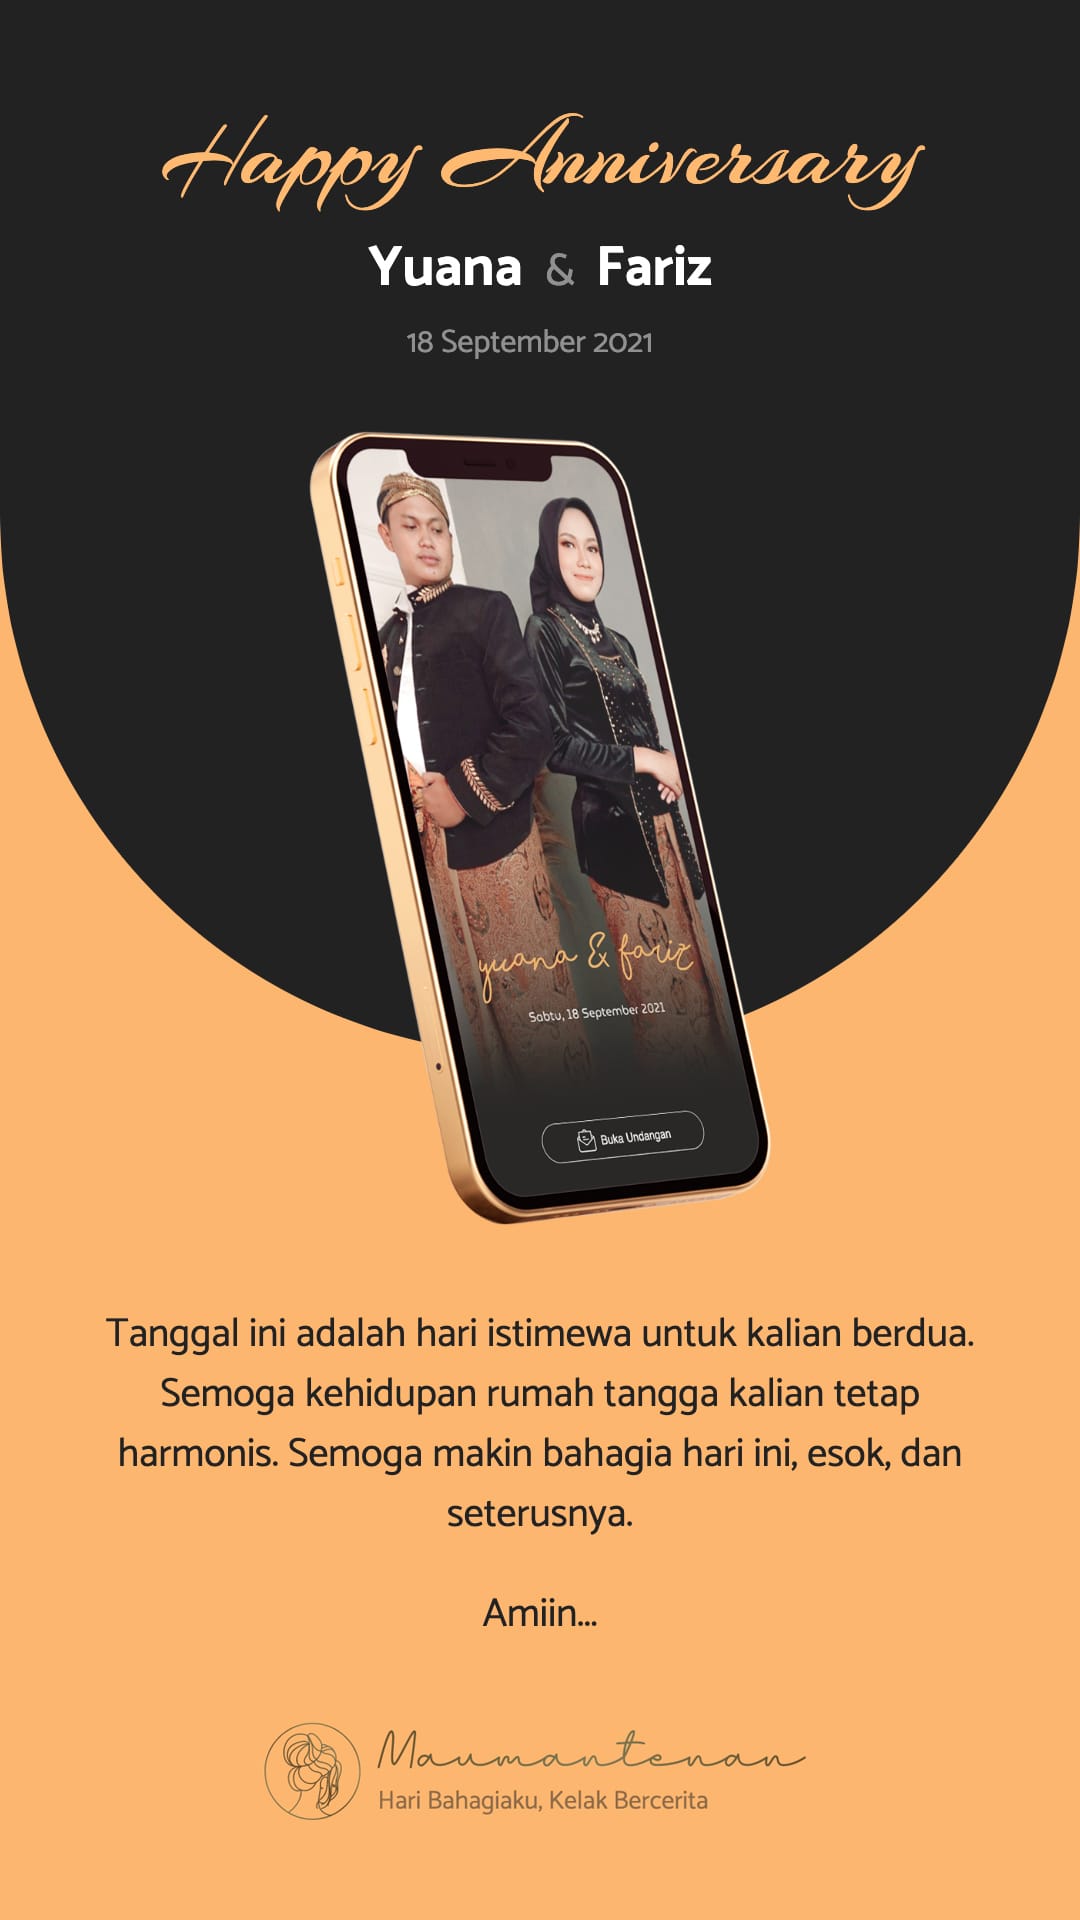 Happy Anniversary
Yuana & Fariz
18 September 2021
yuana & fariz
Sabtu, 18 September 2021
Buka Undangan
Tanggal ini adalah hari istimewa untuk kalian berdua.
Semoga kehidupan rumah tangga kalian tetap
harmonis. Semoga makin bahagia hari ini, esok, dan
seterusnya.
Amiin...
Maumantenan
Hari Bahagiaku, Kelak Bercerita